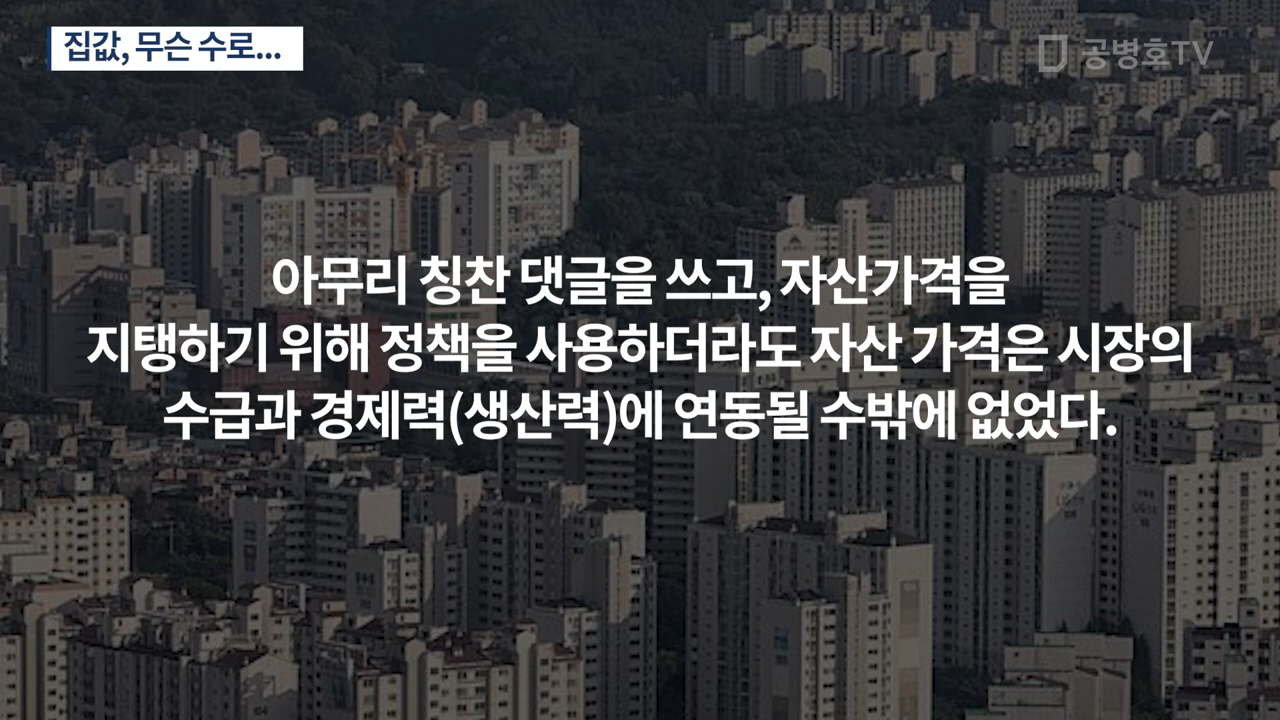 집값, 무슨 수로...
공병호TV
아무리 칭찬 댓글을 쓰고, 자산가격을
지탱하기 위해 정책을 사용하더라도 자산 가격은 시장의
수급과 경제력(생산력)에 연동될 수밖에 없었다.